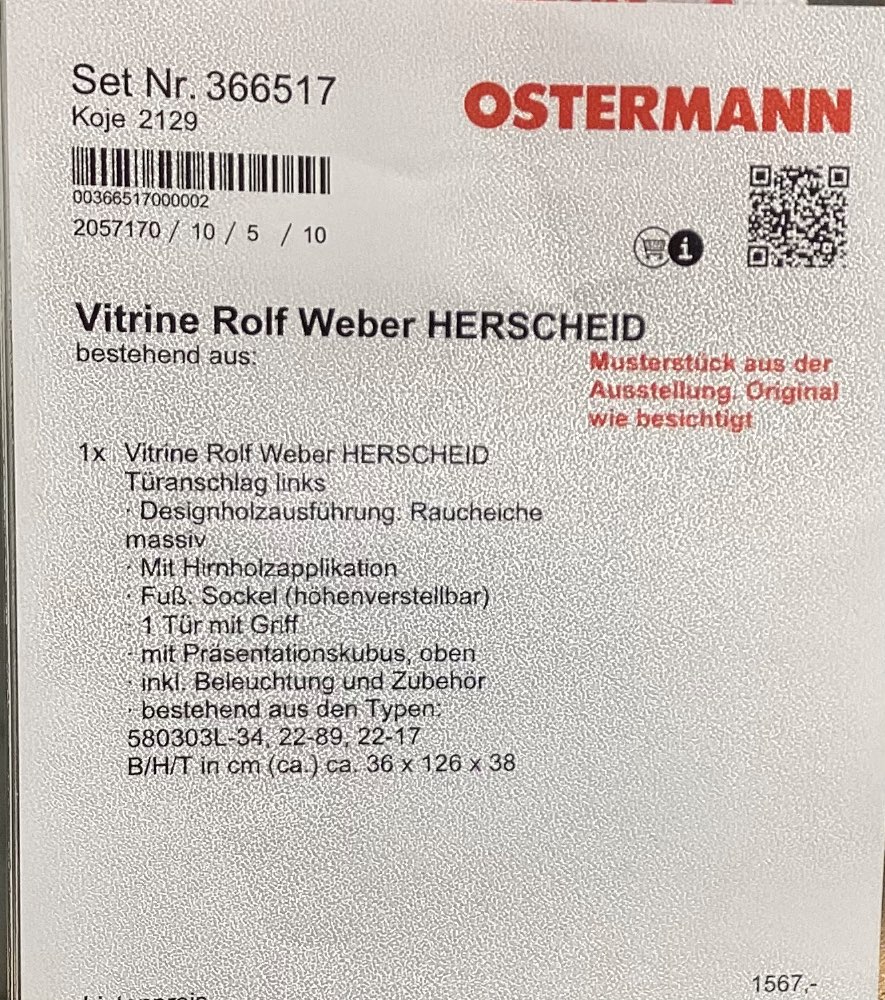 Set Nr. 366517
OSTERMANN
Koje 2129
00366517000002
2057170 / 10 / 5 / 10
i
Vitrine Rolf Weber HERSCHEID
bestehend aus:
Musterstück aus der
Ausstellung. Original
wie besichtigt
1x Vitrine Rolf Weber HERSCHEID
Türanschlag links
· Designholzausführung: Raucheiche
massiv
· Mit Hirnholzapplikation
· Fuß: Sockel (höhenverstellbar)
· 1 Tür mit Griff
· mit Präsentationskubus, oben
· inkl. Beleuchtung und Zubehör
· bestehend aus den Typen:
580303L-34, 22-89, 22-17
B/H/T in cm (ca.) ca. 36 x 126 x 38
1567,-